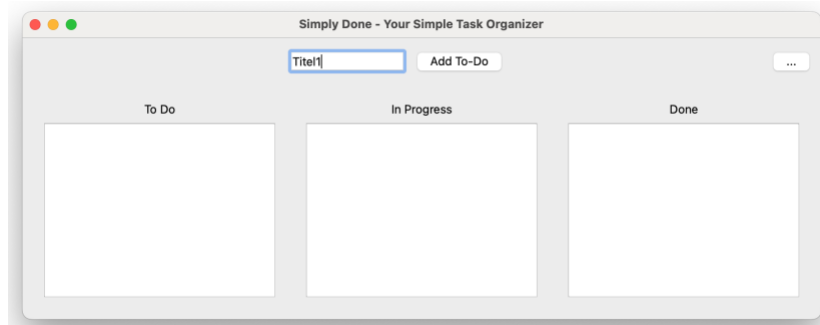 Simply Done - Your Simple Task Organizer
Titel1 Add To-Do ...
To Do In Progress Done